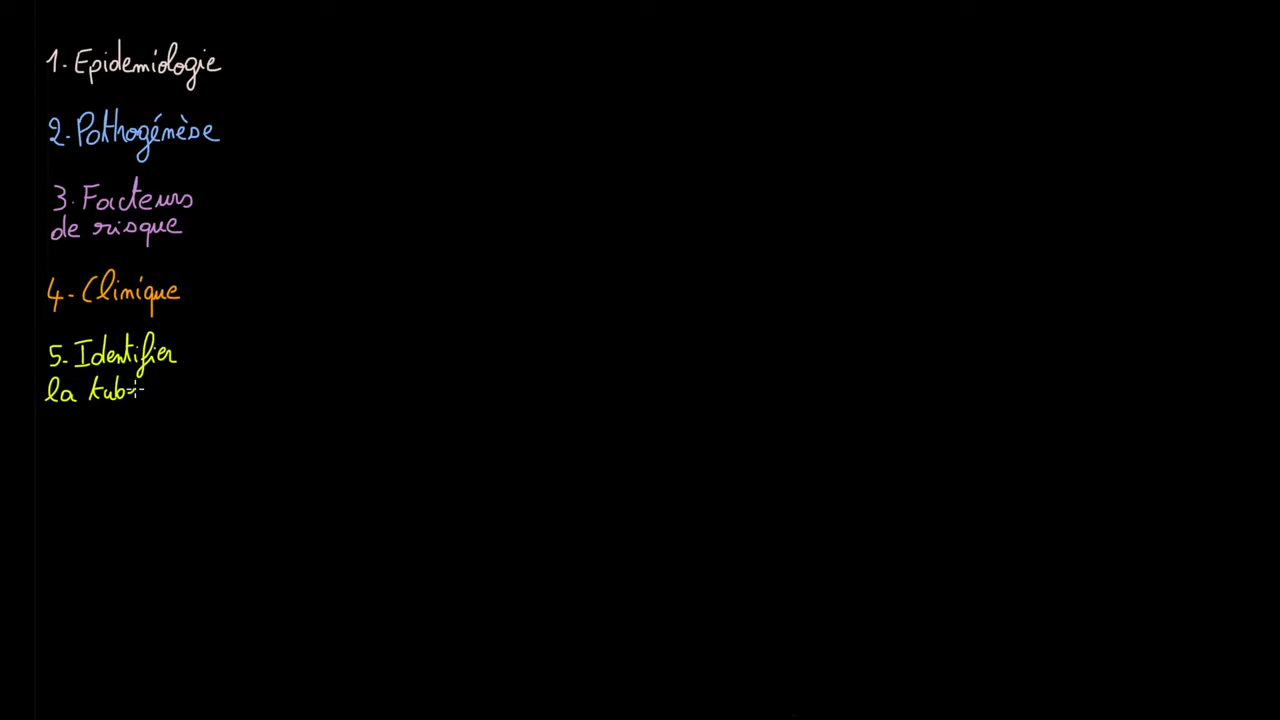 1. Epidemiologie
2. Pathogénèse
3. Facteurs
de risque
4. Clinique
5. Identifier
la tub